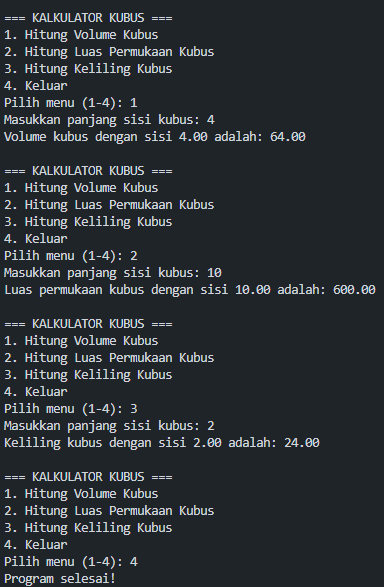 === KALKULATOR KUBUS ===
1. Hitung Volume Kubus
2. Hitung Luas Permukaan Kubus
3. Hitung Keliling Kubus
4. Keluar
Pilih menu (1-4): 1
Masukkan panjang sisi kubus: 4
Volume kubus dengan sisi 4.00 adalah: 64.00

=== KALKULATOR KUBUS ===
1. Hitung Volume Kubus
2. Hitung Luas Permukaan Kubus
3. Hitung Keliling Kubus
4. Keluar
Pilih menu (1-4): 2
Masukkan panjang sisi kubus: 10
Luas permukaan kubus dengan sisi 10.00 adalah: 600.00

=== KALKULATOR KUBUS ===
1. Hitung Volume Kubus
2. Hitung Luas Permukaan Kubus
3. Hitung Keliling Kubus
4. Keluar
Pilih menu (1-4): 3
Masukkan panjang sisi kubus: 2
Keliling kubus dengan sisi 2.00 adalah: 24.00

=== KALKULATOR KUBUS ===
1. Hitung Volume Kubus
2. Hitung Luas Permukaan Kubus
3. Hitung Keliling Kubus
4. Keluar
Pilih menu (1-4): 4
Program selesai!